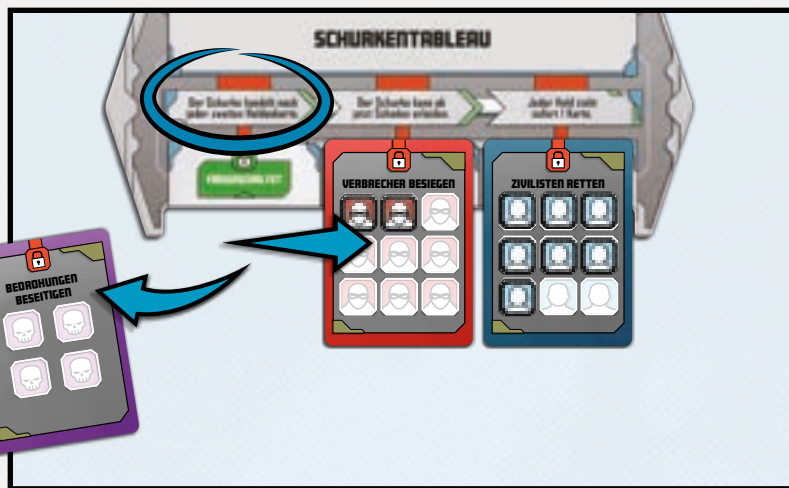 SCHURKENTABLEAU
Der Schurke handelt nach
jeder zweiten Heldenkarte.
Der Schurke kann ab
jetzt Schaden erleiden.
Jeder Held zieht
sofort 1 Karte.
FREIGESCHALTET
VERBRECHER BESIEGEN
ZIVILISTEN RETTEN
BEDROHUNGEN
BESEITIGEN